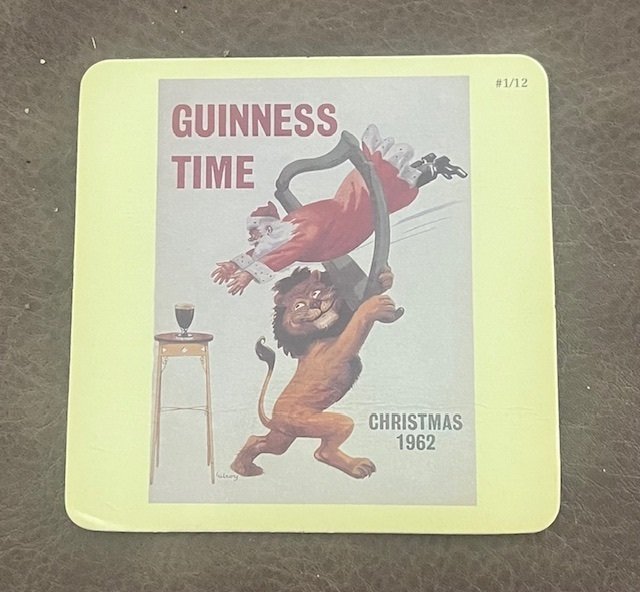 #1/12
GUINNESS
TIME
CHRISTMAS
1962